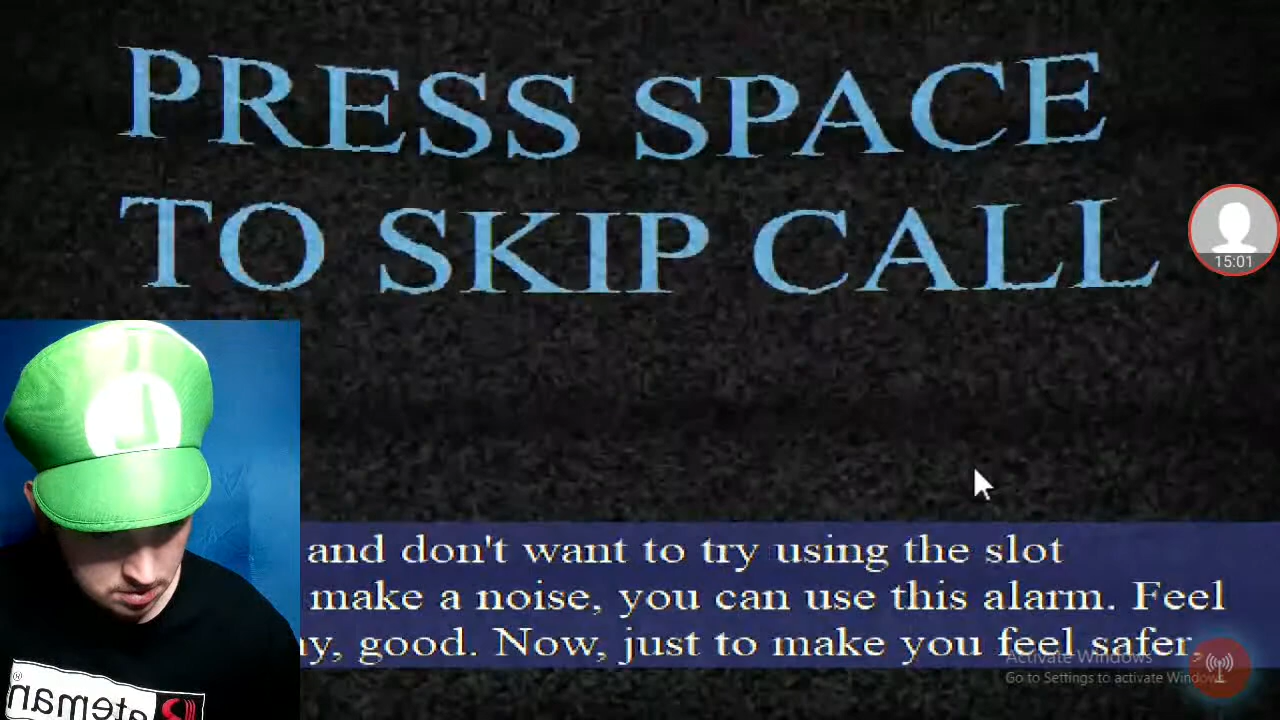 PRESS SPACE
TO SKIP CALL
15:01
L
and don't want to try using the slot
make a noise, you can use this alarm. Feel
good. Now, just to make you feel safer,
Activate Windows
Go to Settings to activate Windows.